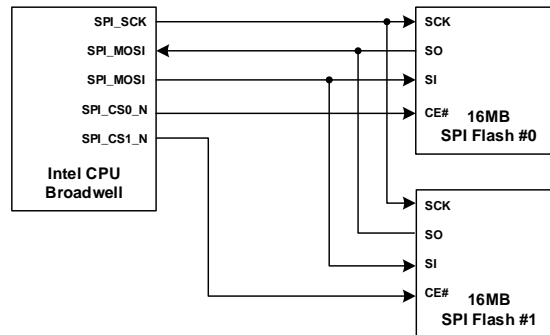 SPI_SCK
SPI_MOSI
SPI_MOSI
SPI_CS0_N
SPI_CS1_N
Intel CPU
Broadwell
SCK
SO
SI
CE#
16MB
SPI Flash #0
SCK
SO
SI
CE#
16MB
SPI Flash #1